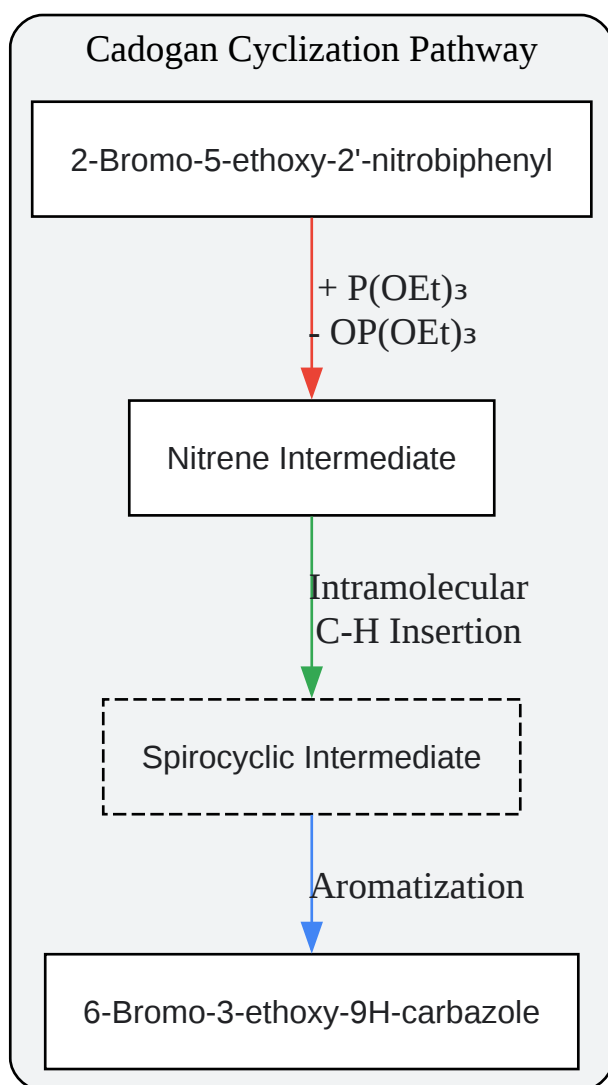 Cadogan Cyclization Pathway
2-Bromo-5-ethoxy-2'-nitrobiphenyl
+ P(OEt)₃
- OP(OEt)₃
Nitrene Intermediate
Intramolecular
C-H Insertion
Spirocyclic Intermediate
Aromatization
6-Bromo-3-ethoxy-9H-carbazole